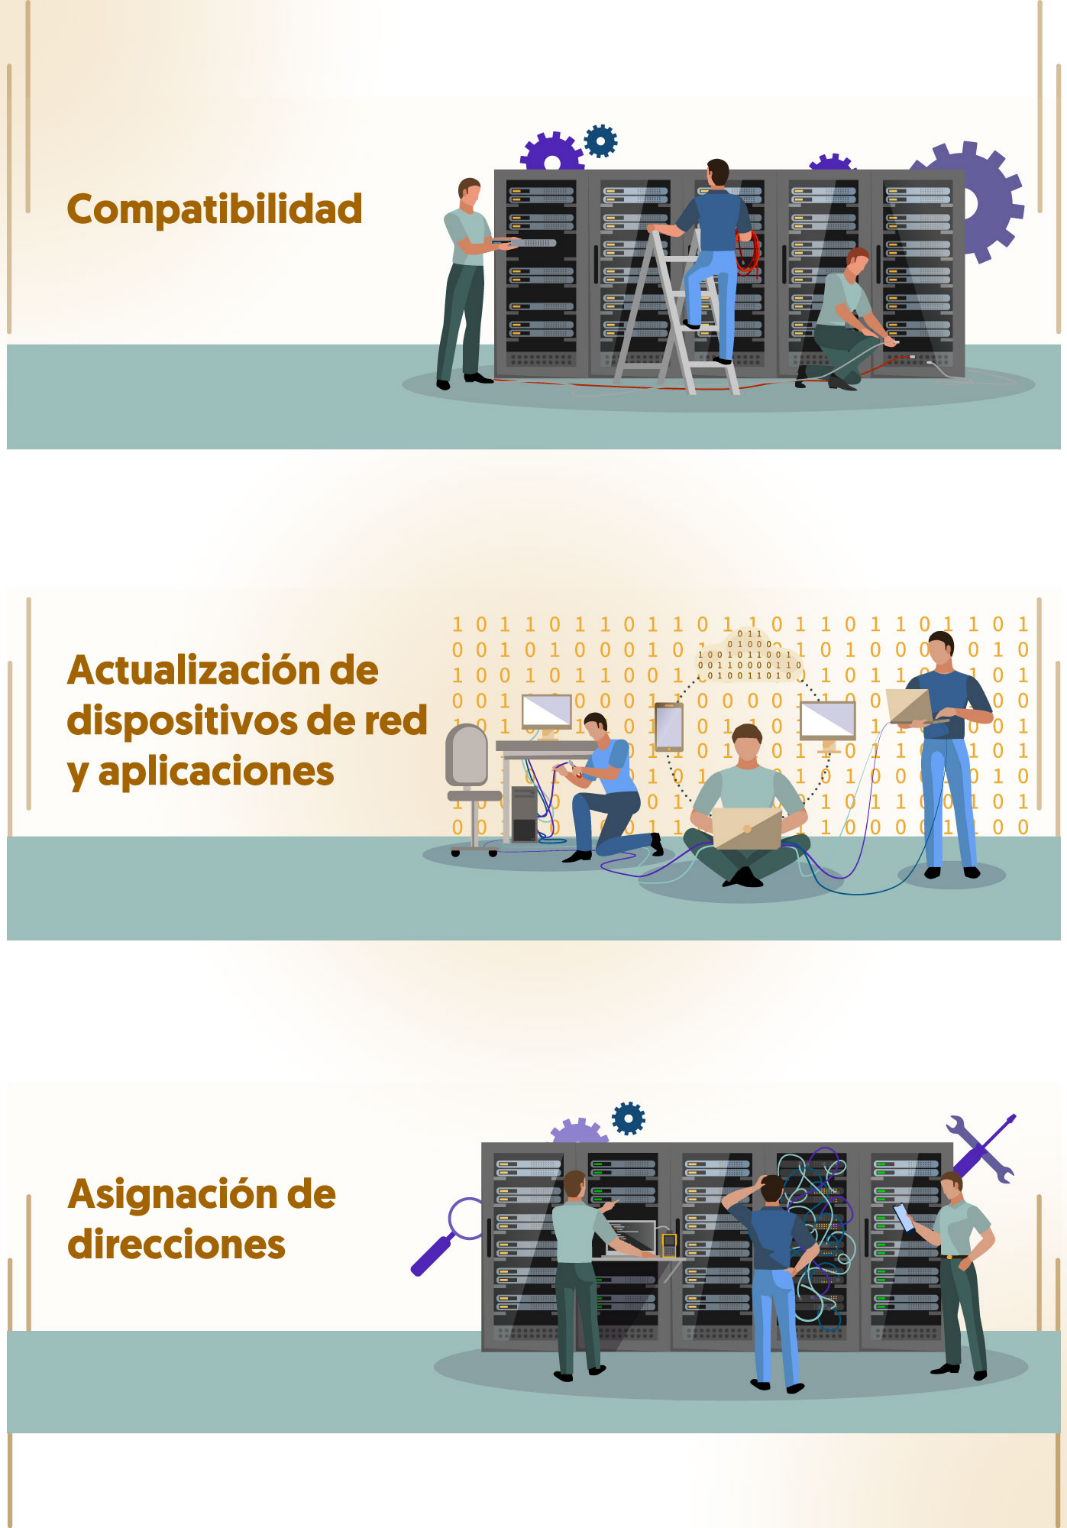 Compatibilidad
Actualización de
dispositivos de red
y aplicaciones
Asignación de
direcciones